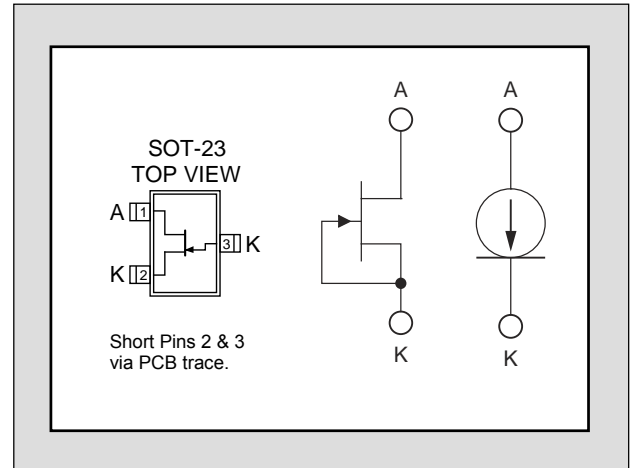 SOT-23
TOP VIEW
A 1
3 K
K 2
Short Pins 2 & 3
via PCB trace.
A
K
A
K